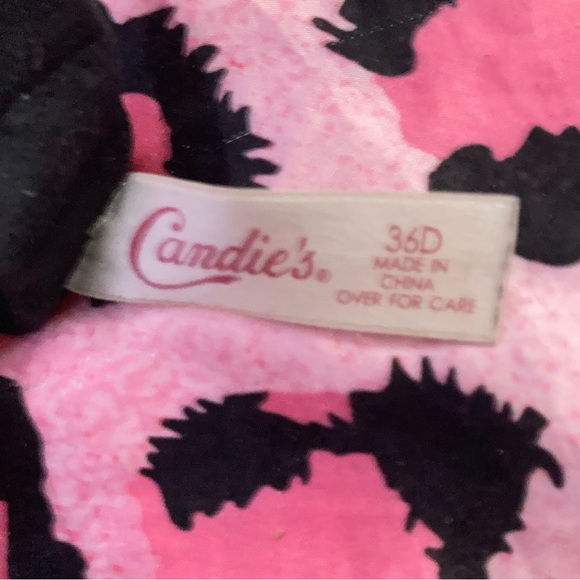 Candie's®
36D
MADE IN
CHINA
OVER FOR CARE